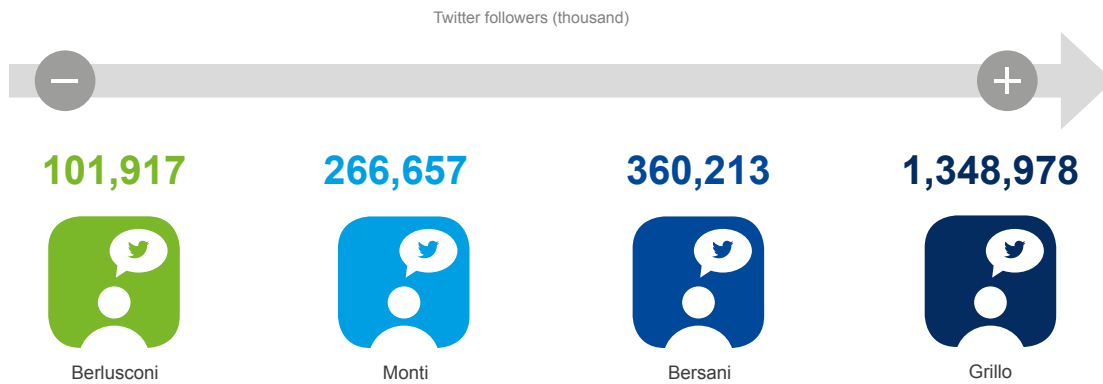 Twitter followers (thousand)
101,917 266,657 360,213 1,348,978
Berlusconi Monti Bersani Grillo